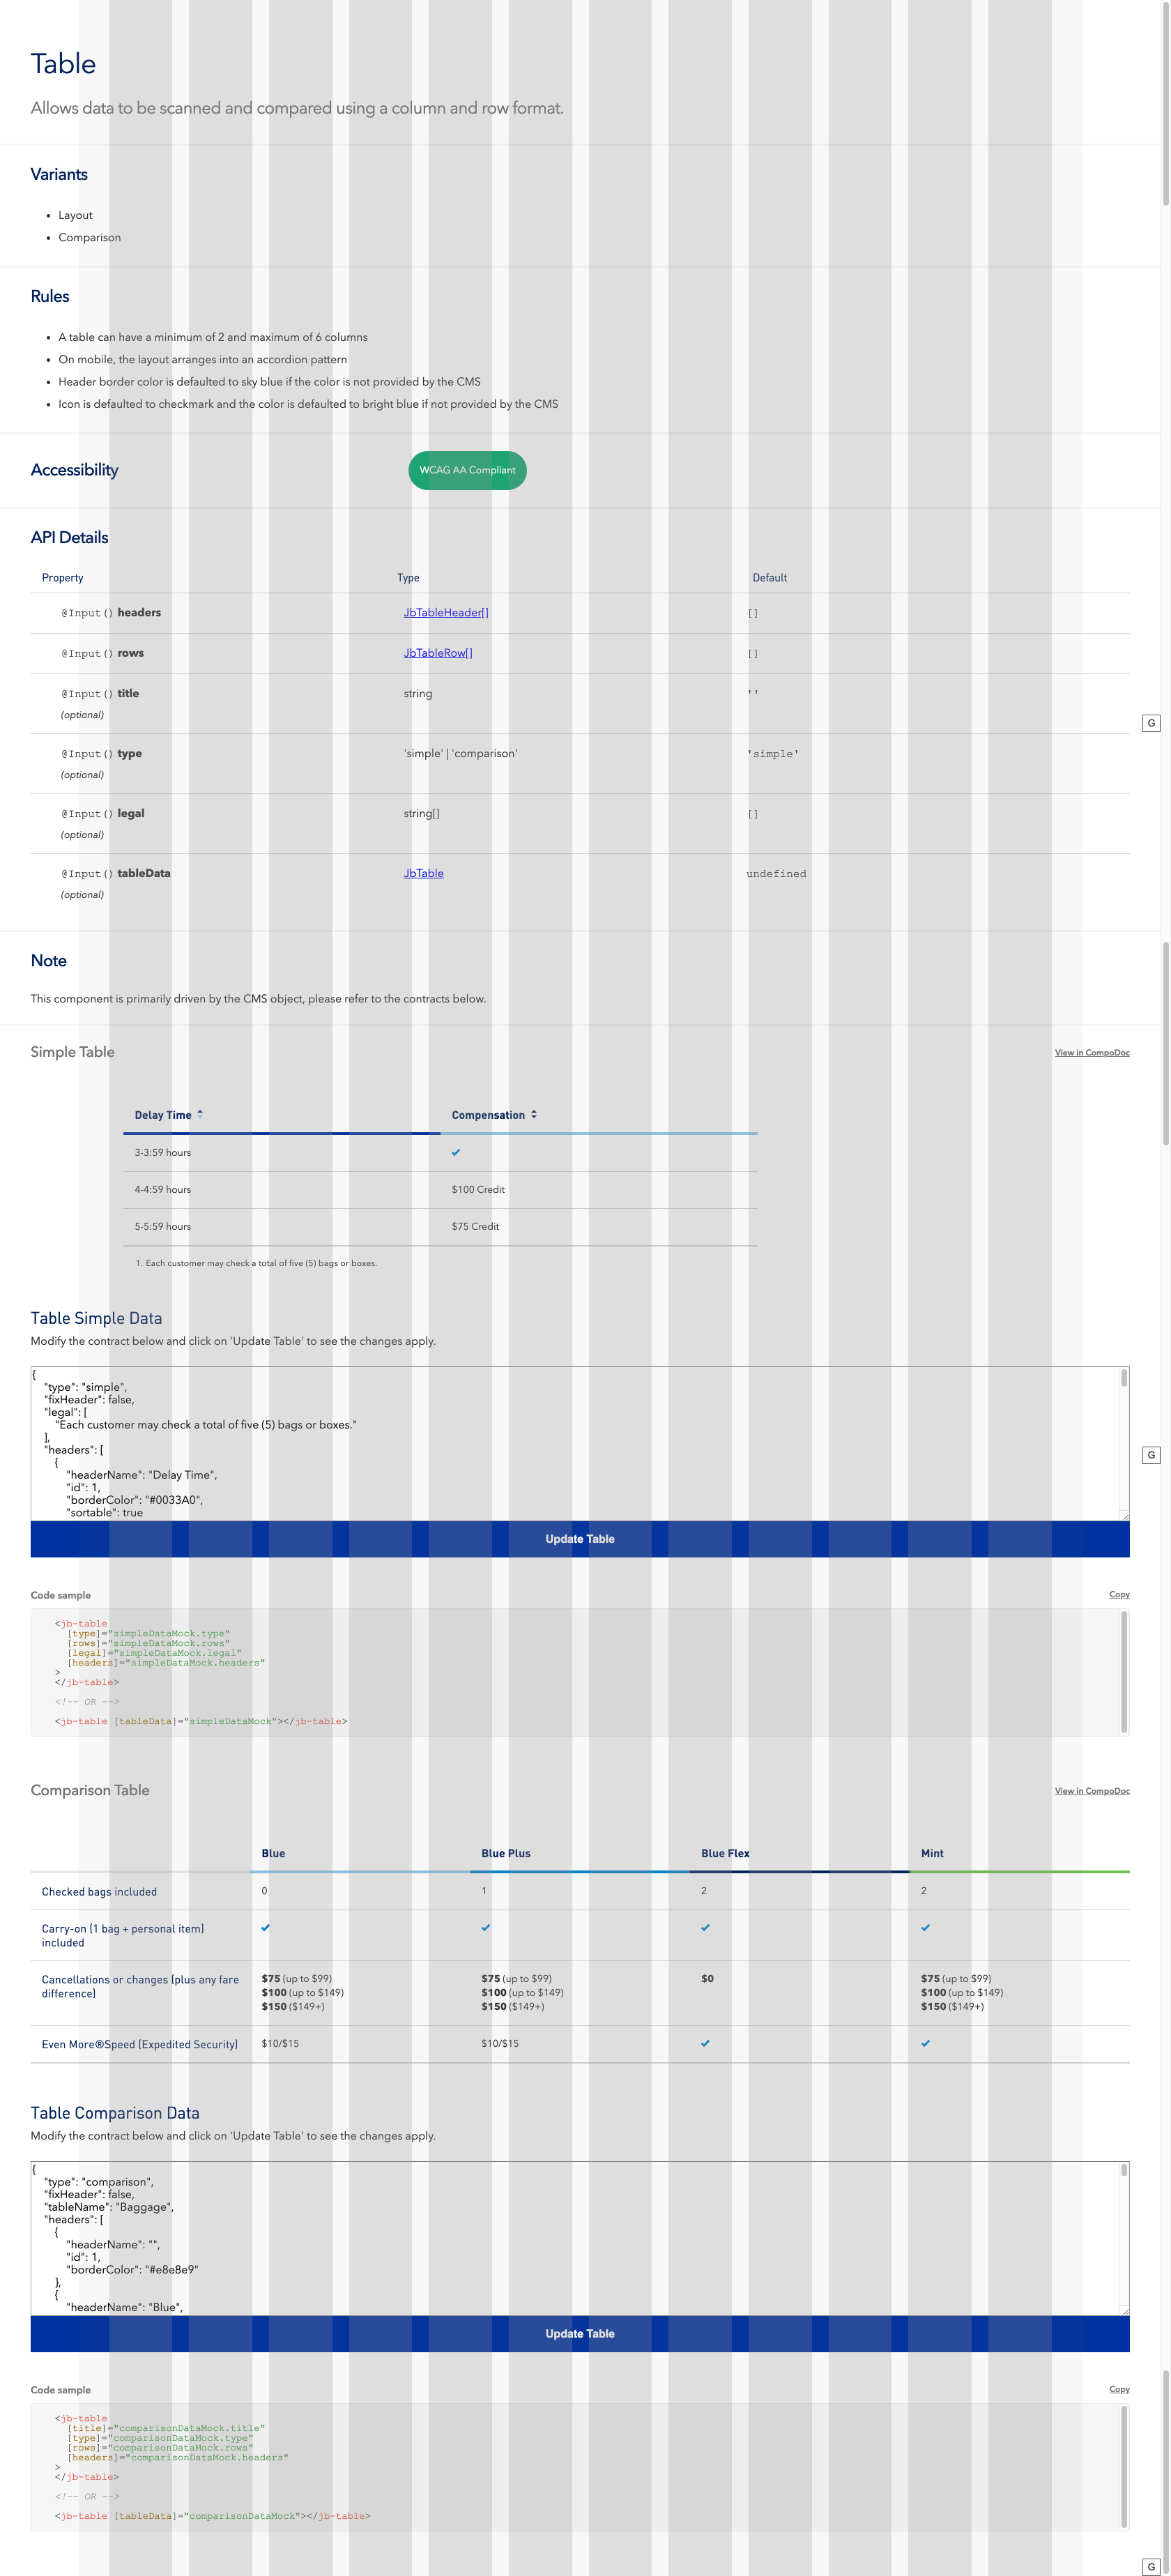 Table
Allows data to be scanned and compared using a column and row format.
Variants
• Layout
• Comparison
Rules
• A table can have a minimum of 2 and maximum of 6 columns
• On mobile, the layout arranges into an accordion pattern
• Header border color is defaulted to sky blue if the color is not provided by the CMS
• Icon is defaulted to checkmark and the color is defaulted to bright blue if not provided by the CMS
Accessibility WCAG AA Compliant
API Details
Property Type Default
@Input() headers JbTableHeader[] []
@Input() rows JbTableRow[] []
@Input() title string ''
(optional)
G
@Input() type 'simple' | 'comparison' 'simple'
(optional)
@Input() legal string[] []
(optional)
@Input() tableData JbTable undefined
(optional)
Note
This component is primarily driven by the CMS object, please refer to the contracts below.
Simple Table View in CompoDoc
Delay Time Compensation
3-3:59 hours ✓
4-4:59 hours $100 Credit
5-5:59 hours $75 Credit
1. Each customer may check a total of five (5) bags or boxes.
Table Simple Data
Modify the contract below and click on 'Update Table' to see the changes apply.
{
"type": "simple",
"fixHeader": false,
"legal": [
"Each customer may check a total of five (5) bags or boxes."
],
"headers": [
G
{
"headerName": "Delay Time",
"id": 1,
"borderColor": "#0033A0",
"sortable": true
Update Table
Code sample Copy
<jb-table
[type]="simpleDataMock.type"
[rows]="simpleDataMock.rows"
[legal]="simpleDataMock.legal"
[headers]="simpleDataMock.headers"
>
</jb-table>
<!-- OR -->
<jb-table [tableData]="simpleDataMock"></jb-table>
Comparison Table View in CompoDoc
Blue Blue Plus Blue Flex Mint
Checked bags included 0 1 2 2
Carry-on (1 bag + personal item) ✓ ✓ ✓ ✓
included
Cancellations or changes (plus any fare $75 (up to $99) $75 (up to $99) $0 $75 (up to $99)
difference) $100 (up to $149) $100 (up to $149) $100 (up to $149)
$150 ($149+) $150 ($149+) $150 ($149+)
Even More®Speed (Expedited Security) $10/$15 $10/$15 ✓ ✓
Table Comparison Data
Modify the contract below and click on 'Update Table' to see the changes apply.
{
"type": "comparison",
"fixHeader": false,
"tableName": "Baggage",
"headers": [
{
"headerName": "",
"id": 1,
"borderColor": "#e8e8e9"
},
{
"headerName": "Blue",
Update Table
Code sample Copy
<jb-table
[title]="comparisonDataMock.title"
[type]="comparisonDataMock.type"
[rows]="comparisonDataMock.rows"
[headers]="comparisonDataMock.headers"
>
</jb-table>
<!-- OR -->
<jb-table [tableData]="comparisonDataMock"></jb-table>
G